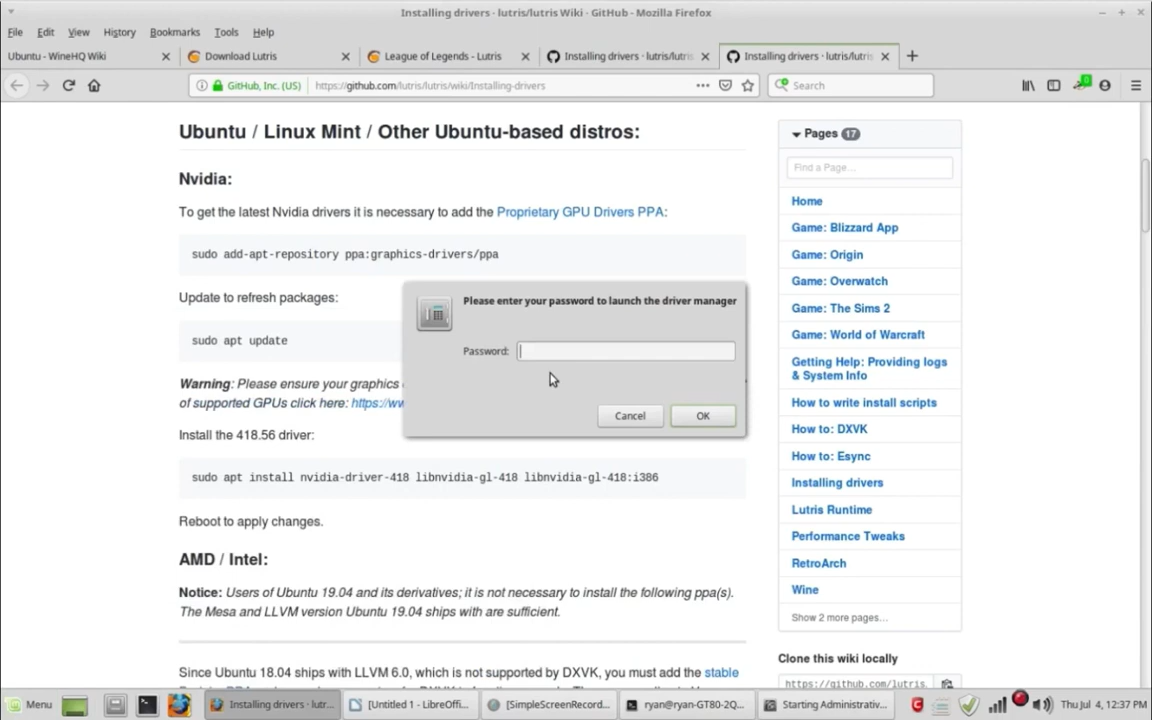 Installing drivers · lutris/lutris Wiki · GitHub - Mozilla Firefox
File Edit View History Bookmarks Tools Help
Ubuntu - WineHQ Wiki
Download Lutris
League of Legends - Lutris
Installing drivers · lutris/lutris
Installing drivers · lutris/lutris
GitHub, Inc. (US)
https://github.com/lutris/lutris/wiki/Installing-drivers
Search
Ubuntu / Linux Mint / Other Ubuntu-based distros:
Nvidia:
To get the latest Nvidia drivers it is necessary to add the Proprietary GPU Drivers PPA:
sudo add-apt-repository ppa:graphics-drivers/ppa
Update to refresh packages:
sudo apt update
Warning: Please ensure your graphics
of supported GPUs click here: https://ww
Install the 418.56 driver:
sudo apt install nvidia-driver-418 libnvidia-gl-418 libnvidia-gl-418:i386
Reboot to apply changes.
AMD / Intel:
Notice: Users of Ubuntu 19.04 and its derivatives; it is not necessary to install the following ppa(s).
The Mesa and LLVM version Ubuntu 19.04 ships with are sufficient.
Since Ubuntu 18.04 ships with LLVM 6.0, which is not supported by DXVK, you must add the stable
Please enter your password to launch the driver manager
Password:
Cancel
OK
Pages 17
Find a Page...
Home
Game: Blizzard App
Game: Origin
Game: Overwatch
Game: The Sims 2
Game: World of Warcraft
Getting Help: Providing logs
& System Info
How to write install scripts
How to: DXVK
How to: Esync
Installing drivers
Lutris Runtime
Performance Tweaks
RetroArch
Wine
Show 2 more pages...
Clone this wiki locally
https://github.com/lutris
Menu
Installing drivers · lutris/lutr...
[Untitled 1 - LibreOffi...
[SimpleScreenRecord...
ryan@ryan-GT80-2Q...
Starting Administrativ...
Thu Jul 4, 12:37 PM